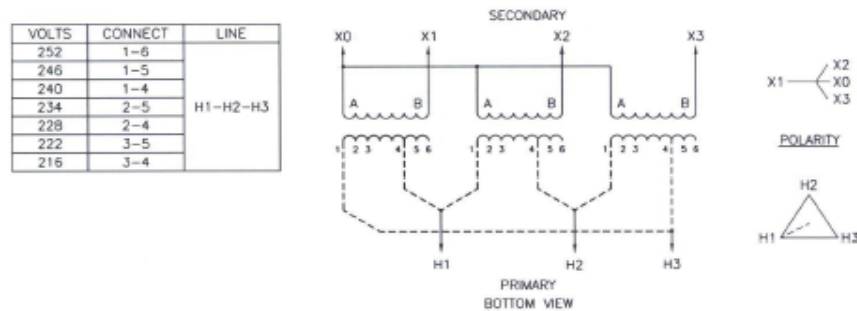 VOLTS CONNECT LINE
252 1-6
246 1-5
240 1-4
234 2-5 H1-H2-H3
228 2-4
222 3-5
216 3-4
SECONDARY
X0 X1 X2 X3
A B A B A B
1 2 3 4 5 6 1 2 3 4 5 6 1 2 3 4 5 6
H1 H2 H3
PRIMARY
BOTTOM VIEW
X2
X1 X0
X3
POLARITY
H2
H1 H3